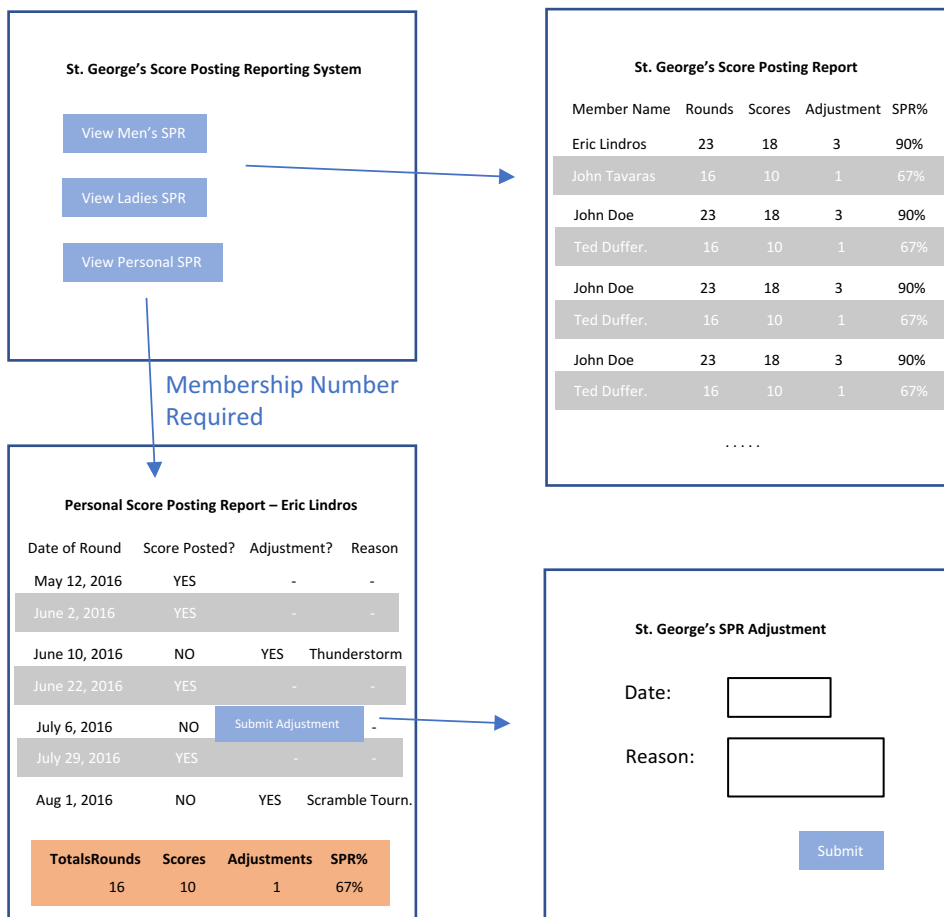 St. George’s Score Posting Reporting System
View Men’s SPR
View Ladies SPR
View Personal SPR
Membership Number
Required
St. George’s Score Posting Report
Member Name Rounds Scores Adjustment SPR%
Eric Lindros 23 18 3 90%
John Tavaras 16 10 1 67%
John Doe 23 18 3 90%
Ted Duffer. 16 10 1 67%
John Doe 23 18 3 90%
Ted Duffer. 16 10 1 67%
John Doe 23 18 3 90%
Ted Duffer. 16 10 1 67%
. . . . .
Personal Score Posting Report – Eric Lindros
Date of Round Score Posted? Adjustment? Reason
May 12, 2016 YES - -
June 2, 2016 YES - -
June 10, 2016 NO YES Thunderstorm
June 22, 2016 YES - -
July 6, 2016 NO Submit Adjustment -
July 29, 2016 YES - -
Aug 1, 2016 NO YES Scramble Tourn.
TotalsRounds Scores Adjustments SPR%
16 10 1 67%
St. George’s SPR Adjustment
Date:
Reason:
Submit